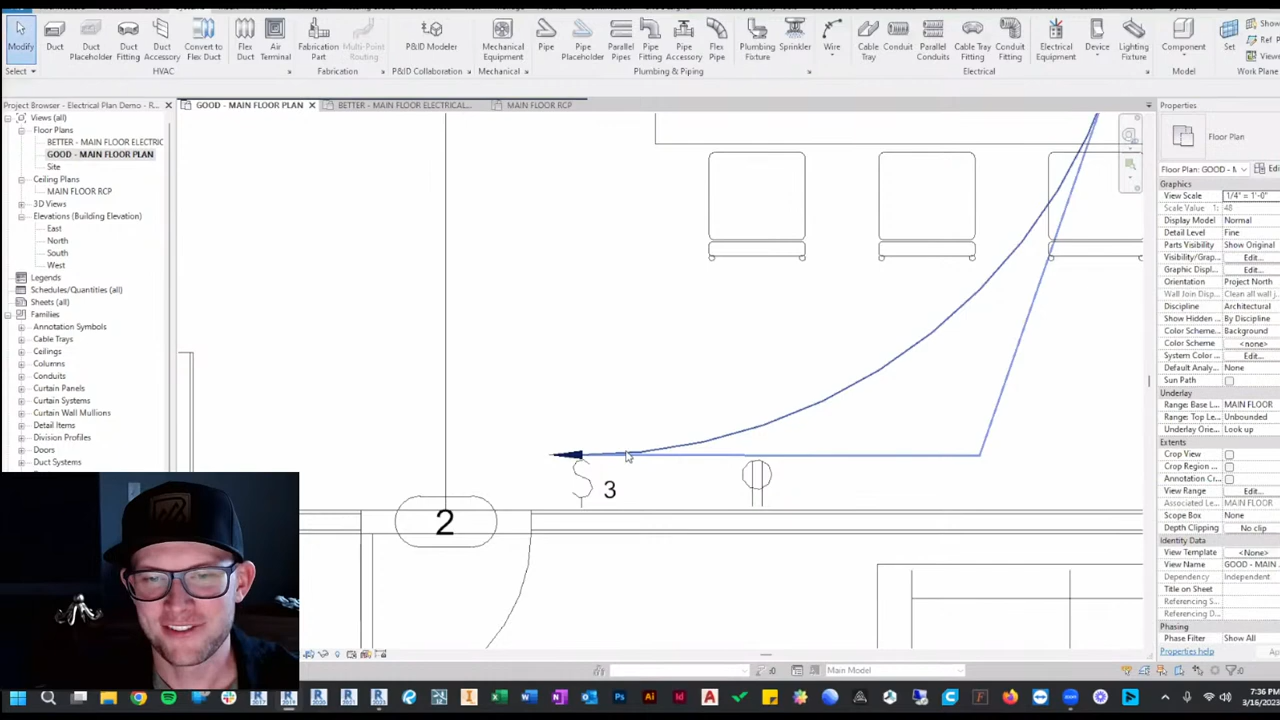 Modify
Duct
Duct Placeholder
Duct Fitting
Duct Accessory
Convert to Flex Duct
Flex Duct
Air Terminal
Fabrication Part
Multi-Point Routing
P&ID Modeler
Mechanical Equipment
Pipe
Pipe Placeholder
Parallel Pipes
Pipe Fitting
Pipe Accessory
Flex Pipe
Plumbing Fixture
Sprinkler
Wire
Cable Tray
Conduit
Parallel Conduits
Cable Tray Fitting
Conduit Fitting
Electrical Equipment
Device
Lighting Fixture
Component
Set
Select
HVAC
Fabrication
P&ID Collaboration
Mechanical
Plumbing & Piping
Electrical
Model
Work Plane
Project Browser - Electrical Plan Demo - R...
GOOD - MAIN FLOOR PLAN
BETTER - MAIN FLOOR ELECTRICAL...
MAIN FLOOR RCP
Properties
Views (all)
Floor Plans
BETTER - MAIN FLOOR ELECTRIC
GOOD - MAIN FLOOR PLAN
Site
Ceiling Plans
MAIN FLOOR RCP
3D Views
Elevations (Building Elevation)
East
North
South
West
Legends
Schedules/Quantities (all)
Sheets (all)
Families
Annotation Symbols
Cable Trays
Ceilings
Columns
Conduits
Curtain Panels
Curtain Systems
Curtain Wall Mullions
Detail Items
Division Profiles
Doors
Duct Systems
S 3
2
Floor Plan
Floor Plan: GOOD - M
Graphics
View Scale 1/4" = 1'-0"
Scale Value 1: 48
Display Model Normal
Detail Level Fine
Parts Visibility Show Original
Visibility/Grap... Edit...
Graphic Displ... Edit...
Orientation Project North
Wall Join Disp... Clean all wall j...
Discipline Architectural
Show Hidden By Discipline
Color Scheme... Background
Color Scheme <none>
System Color ... Edit...
Default Analy... None
Sun Path
Underlay
Range: Base L... MAIN FLOOR
Range: Top Le... Unbounded
Underlay Orie... Look up
Extents
Crop View
Crop Region
Annotation Cr...
View Range Edit...
Associated Le... MAIN FLOOR
Scope Box None
Depth Clipping No clip
Identity Data
View Template <None>
View Name GOOD - MAIN
Dependency Independent
Title on Sheet
Referencing S...
Referencing D...
Phasing
Phase Filter Show All
Properties help
Main Model
:0
:0
7:36 PM
3/16/2023